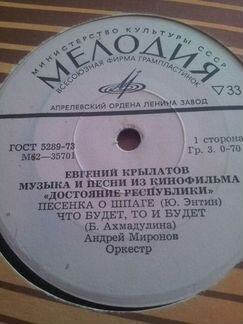 МИНИСТЕРСТВО КУЛЬТУРЫ СССР
МЕЛОДИЯ
ВСЕСОЮЗНАЯ ФИРМА ГРАМПЛАСТИНОК
▽ 33
АПРЕЛЕВСКИЙ ОРДЕНА ЛЕНИНА ЗАВОД
ГОСТ 5289-73
М62—35701
1 сторона
Гр. 3. 0-70
ЕВГЕНИЙ КРЫЛАТОВ
МУЗЫКА И ПЕСНИ ИЗ КИНОФИЛЬМА
«ДОСТОЯНИЕ РЕСПУБЛИКИ»
ПЕСЕНКА О ШПАГЕ (Ю. Энтин)
ЧТО БУДЕТ, ТО И БУДЕТ
(Б. Ахмадулина)
Андрей Миронов
Оркестр